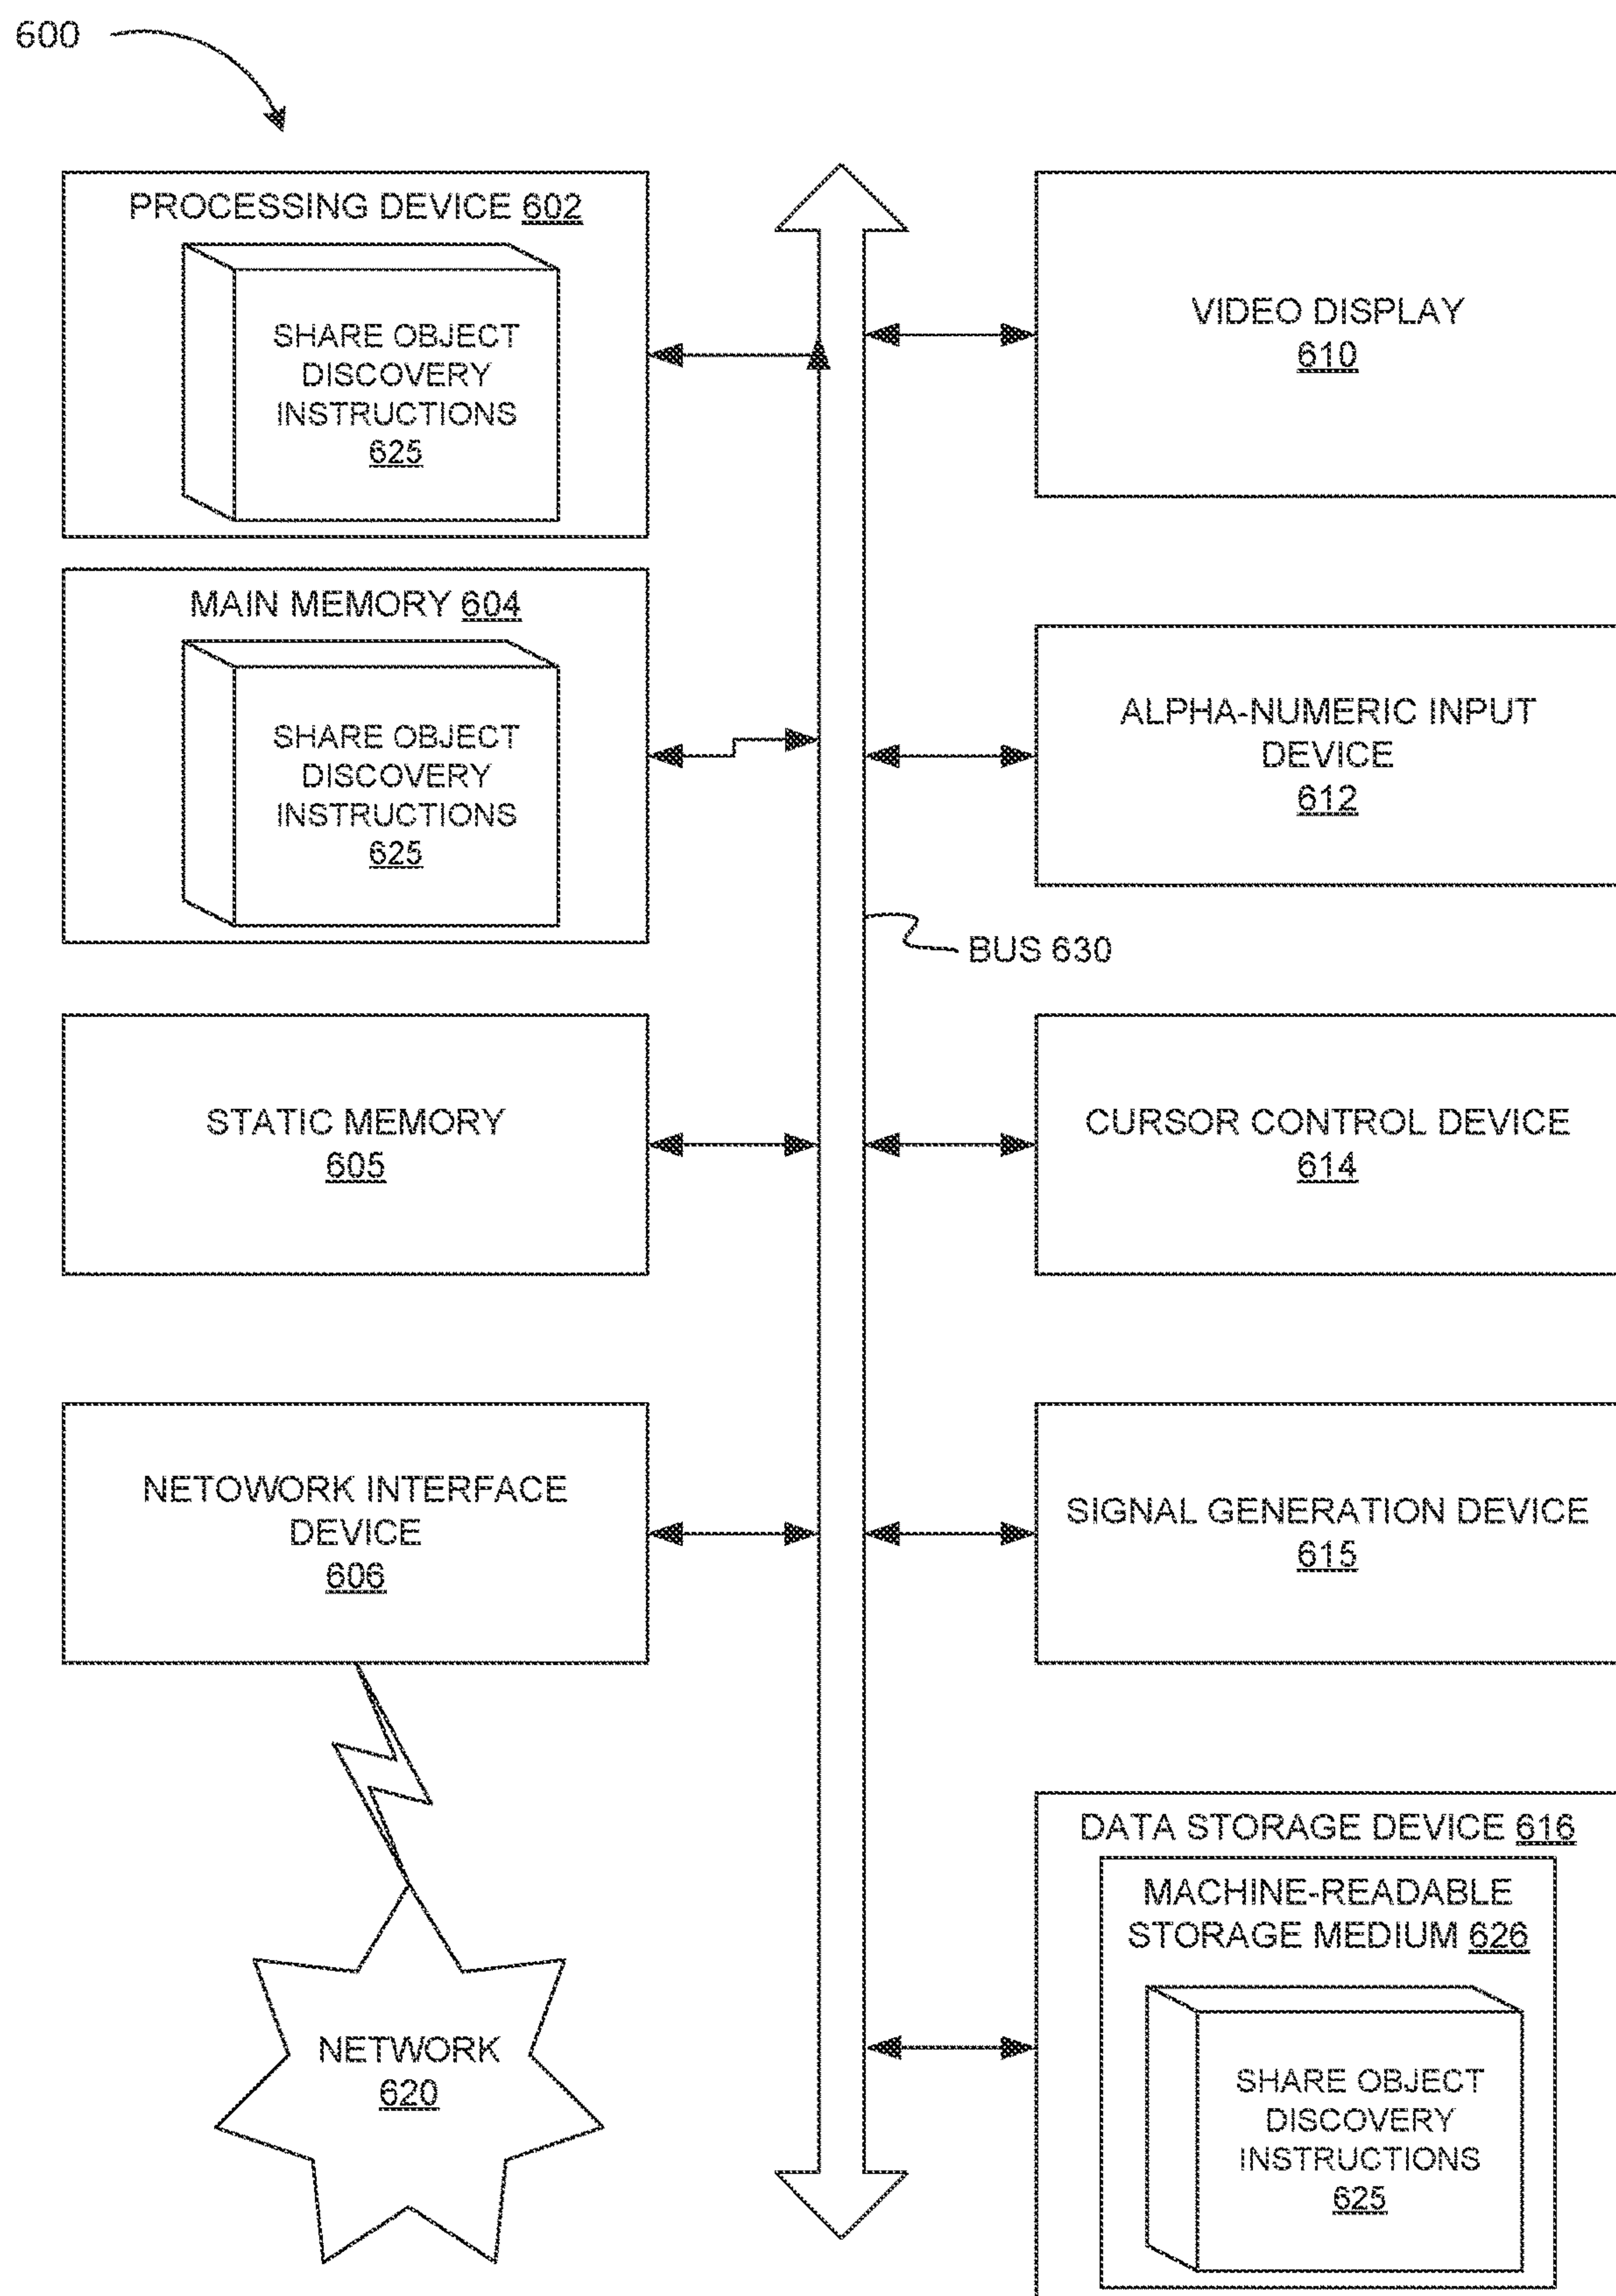 600
PROCESSING DEVICE 602
SHARE OBJECT
DISCOVERY
INSTRUCTIONS
625
MAIN MEMORY 604
SHARE OBJECT
DISCOVERY
INSTRUCTIONS
625
STATIC MEMORY
605
NETOWORK INTERFACE
DEVICE
606
NETWORK
620
VIDEO DISPLAY
610
ALPHA-NUMERIC INPUT
DEVICE
612
BUS 630
CURSOR CONTROL DEVICE
614
SIGNAL GENERATION DEVICE
615
DATA STORAGE DEVICE 616
MACHINE-READABLE
STORAGE MEDIUM 626
SHARE OBJECT
DISCOVERY
INSTRUCTIONS
625